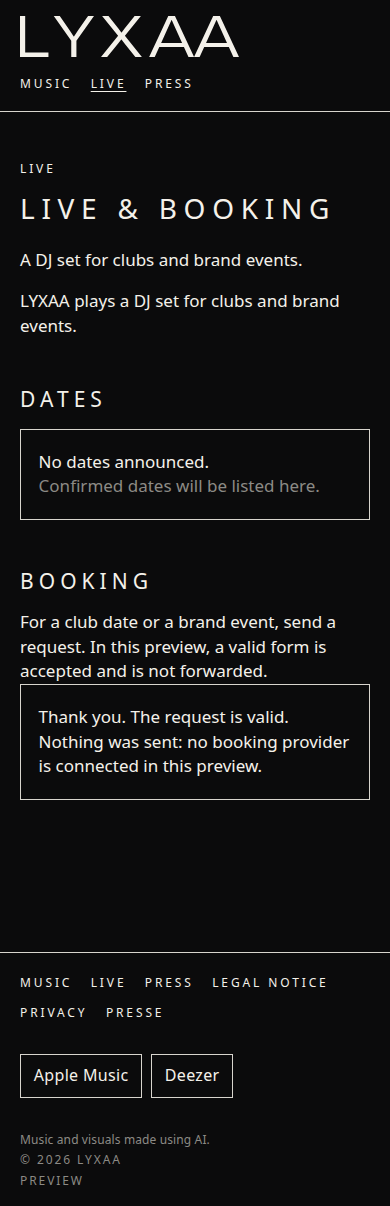 LYXAA
MUSIC LIVE PRESS
LIVE
LIVE & BOOKING
A DJ set for clubs and brand events.
LYXAA plays a DJ set for clubs and brand
events.
DATES
No dates announced.
Confirmed dates will be listed here.
BOOKING
For a club date or a brand event, send a
request. In this preview, a valid form is
accepted and is not forwarded.
Thank you. The request is valid.
Nothing was sent: no booking provider
is connected in this preview.
MUSIC LIVE PRESS LEGAL NOTICE
PRIVACY PRESSE
Apple Music Deezer
Music and visuals made using AI.
© 2026 LYXAA
PREVIEW